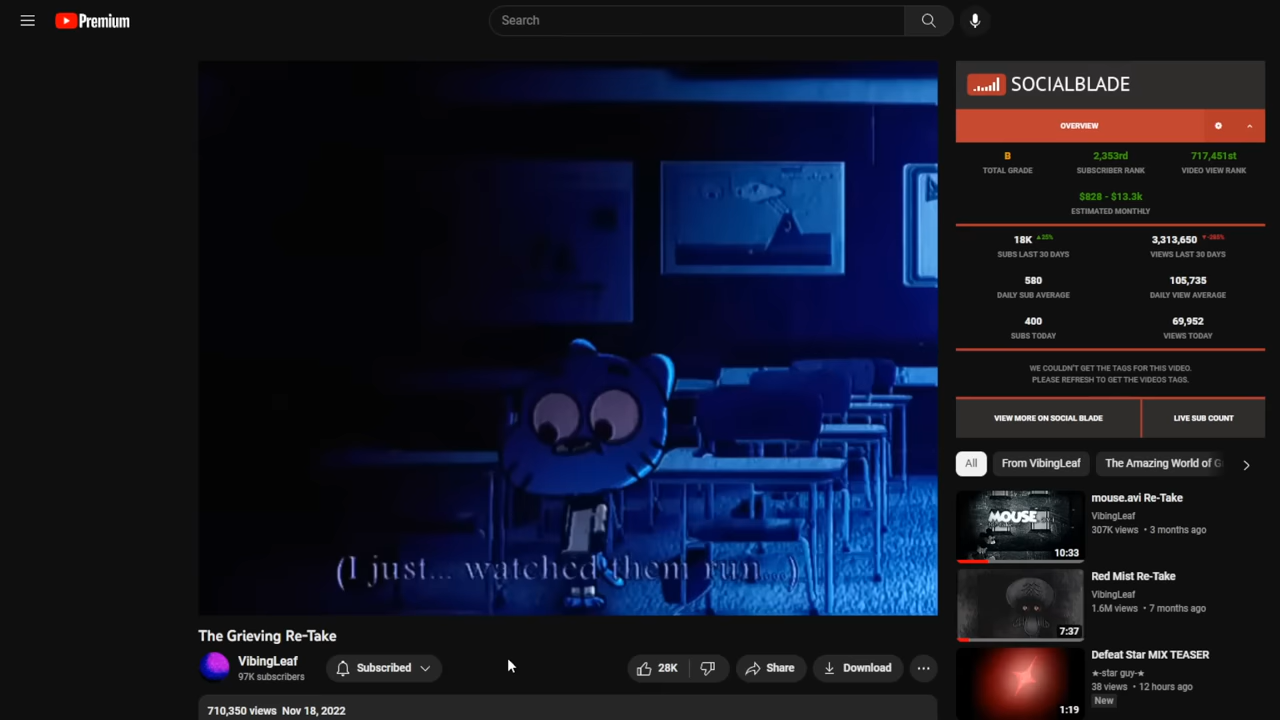 Premium
Search
SOCIALBLADE
OVERVIEW
B
TOTAL GRADE
2,353rd
SUBSCRIBER RANK
717,451st
VIDEO VIEW RANK
$828 - $13.3k
ESTIMATED MONTHLY
18K
SUBS LAST 30 DAYS
3,313,650
VIEWS LAST 30 DAYS
580
DAILY SUB AVERAGE
105,735
DAILY VIEW AVERAGE
400
SUBS TODAY
69,952
VIEWS TODAY
WE COULDN'T GET THE TAGS FOR THIS VIDEO.
PLEASE REFRESH TO GET THE VIDEOS TAGS.
VIEW MORE ON SOCIAL BLADE
LIVE SUB COUNT
All
From VibingLeaf
The Amazing World of G
MOUSE
10:33
mouse.avi Re-Take
VibingLeaf
307K views • 3 months ago
7:37
Red Mist Re-Take
VibingLeaf
1.6M views • 7 months ago
1:19
Defeat Star MIX TEASER
★-star guy-★
38 views • 12 hours ago
New
(I just... watched them run....)
The Grieving Re-Take
VibingLeaf
97K subscribers
Subscribed
28K
Share
Download
710,350 views Nov 18, 2022